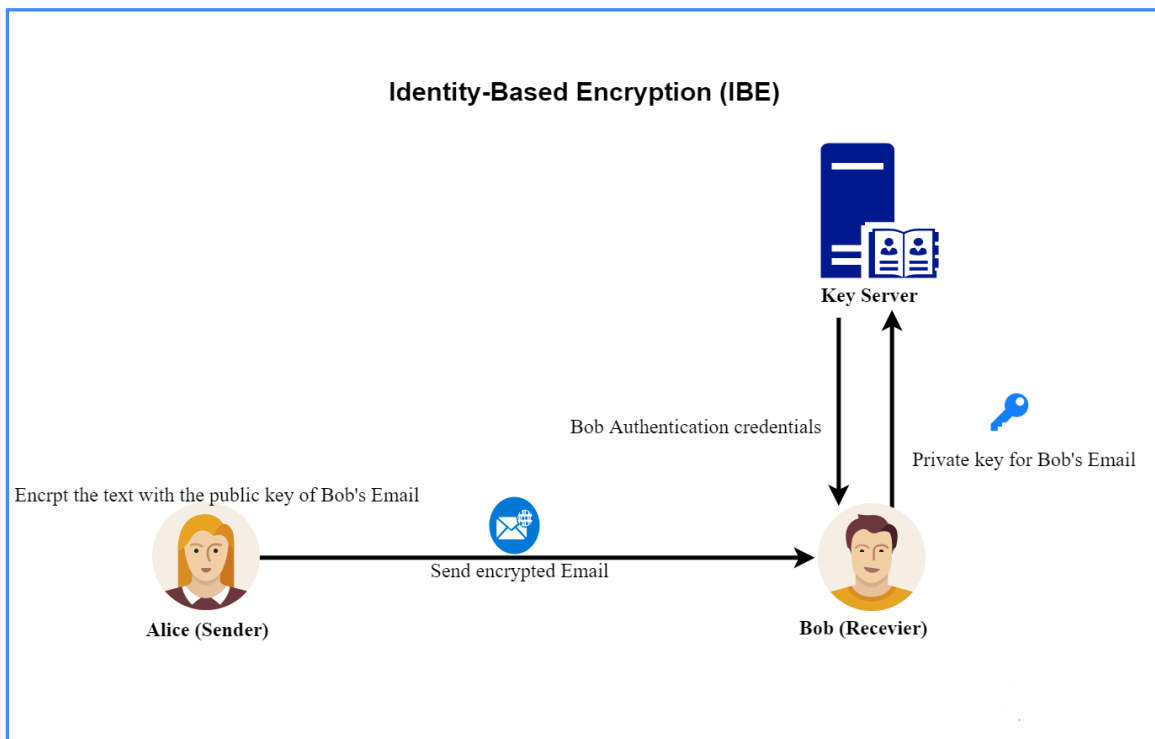 Identity-Based Encryption (IBE)
Key Server
Bob Authentication credentials
Private key for Bob's Email
Encrpt the text with the public key of Bob's Email
Send encrypted Email
Alice (Sender)
Bob (Recevier)